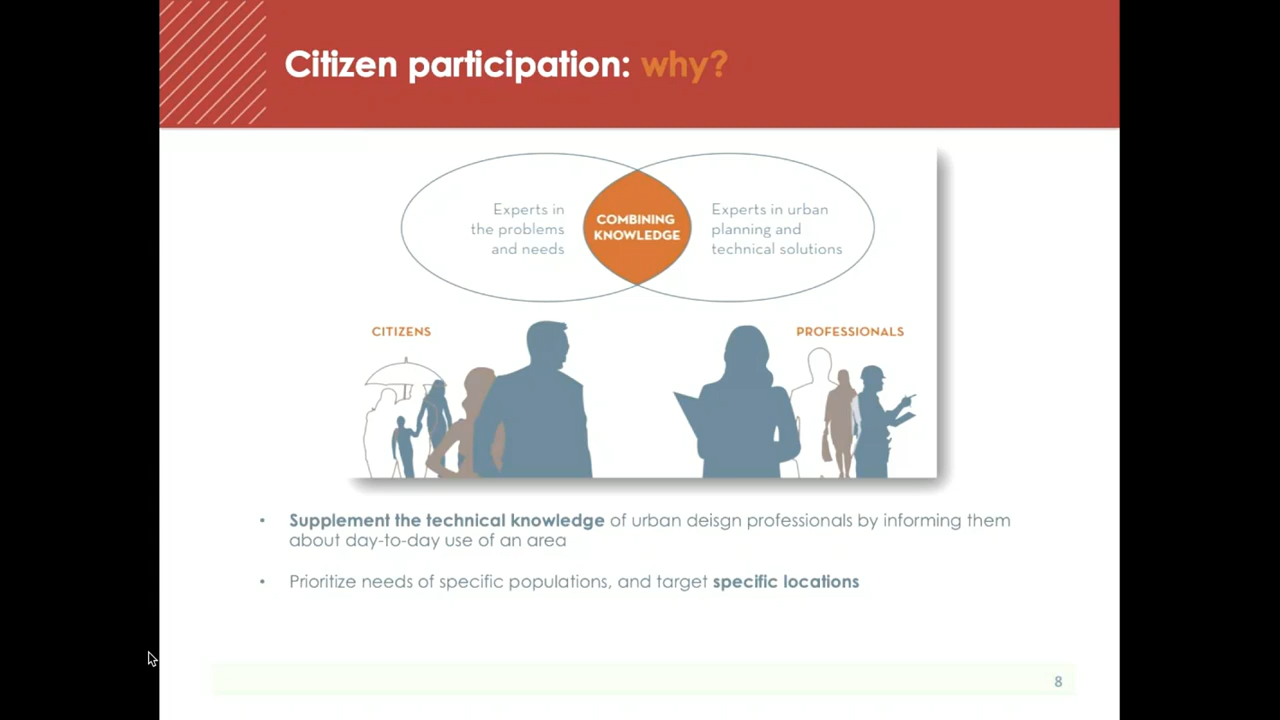 Citizen participation: why?
Experts in
the problems
and needs
COMBINING
KNOWLEDGE
Experts in urban
planning and
technical solutions
CITIZENS
PROFESSIONALS
• Supplement the technical knowledge of urban deisgn professionals by informing them
about day-to-day use of an area
• Prioritize needs of specific populations, and target specific locations
8